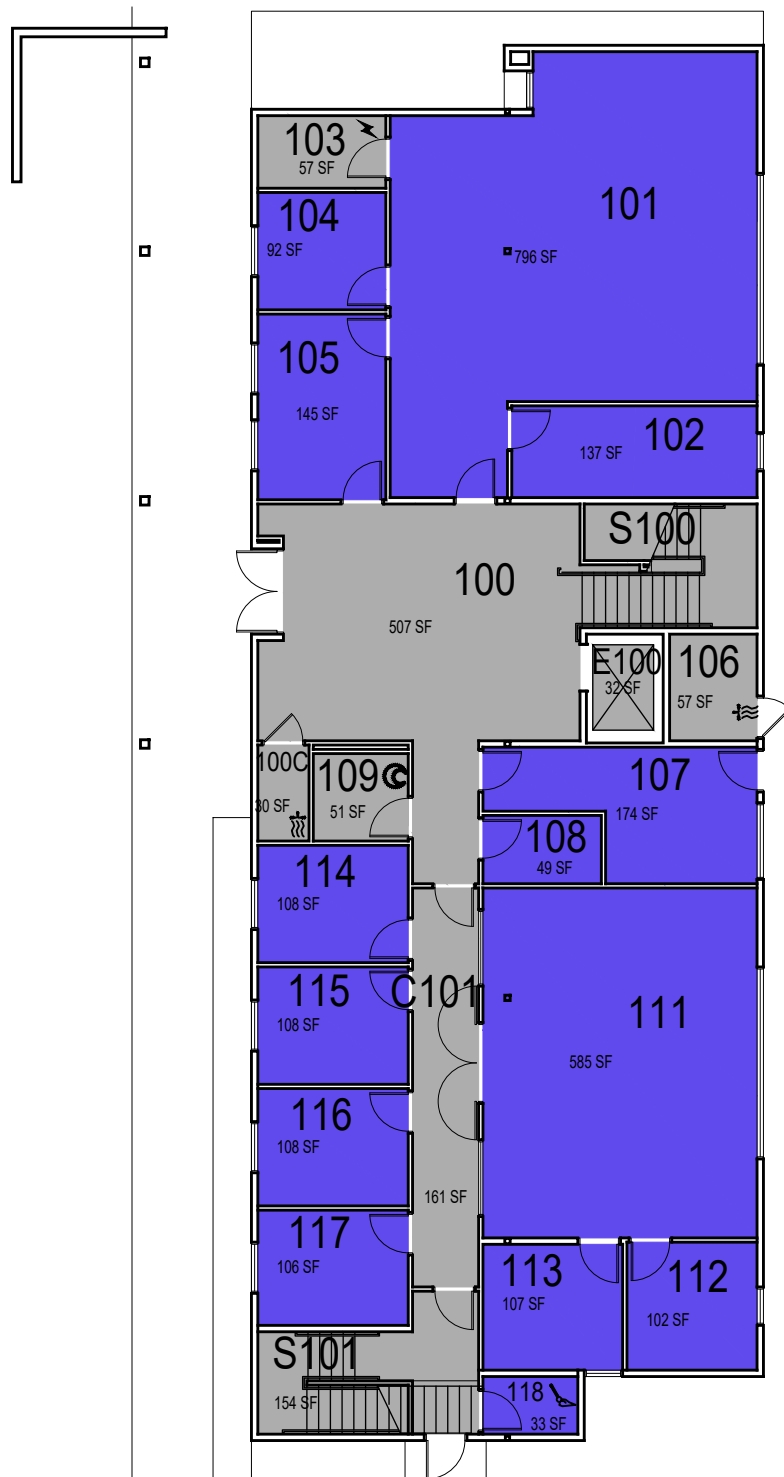 103
57 SF
104
92 SF
101
796 SF
105
145 SF
102
137 SF
S100
100
507 SF
E100
32 SF
106
57 SF
100C
30 SF
109
51 SF
107
174 SF
108
49 SF
114
108 SF
C101
115
108 SF
111
585 SF
116
108 SF
161 SF
117
106 SF
113
107 SF
112
102 SF
S101
154 SF
118
33 SF